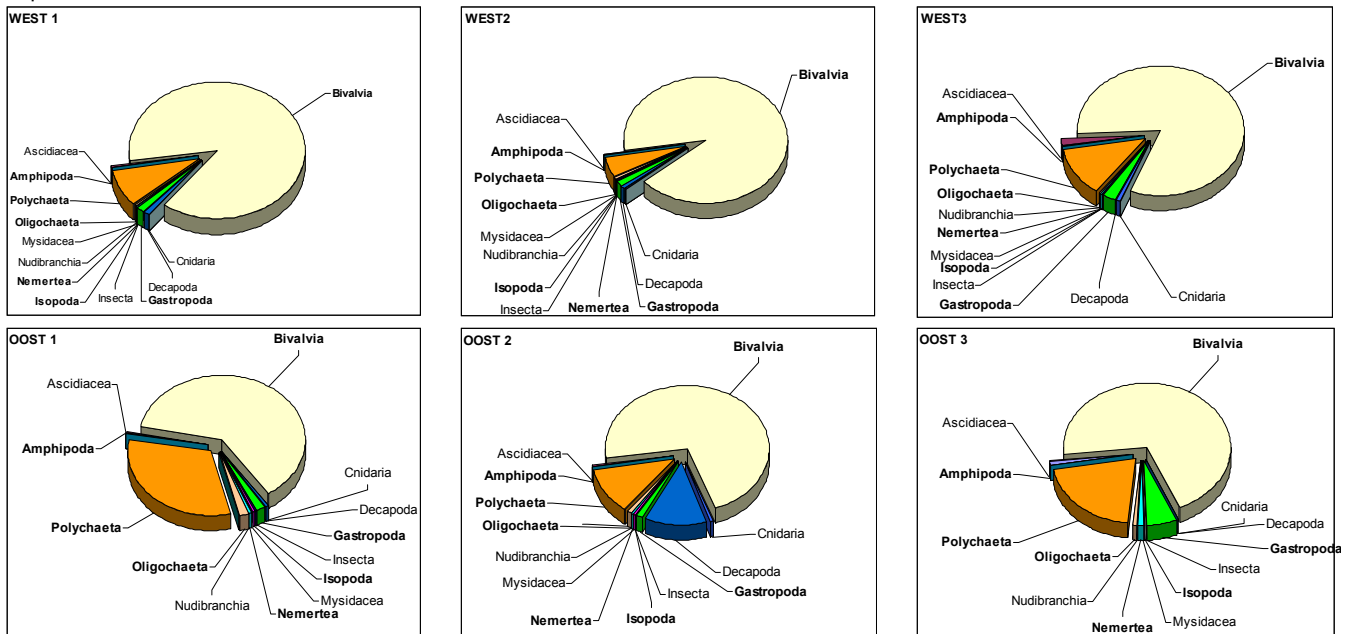 WEST 1
Bivalvia
Ascidiacea
Amphipoda
Polychaeta
Oligochaeta
Mysidacea
Nudibranchia
Nemertea
Isopoda
Insecta
Gastropoda
Decapoda
Cnidaria
WEST2
Bivalvia
Ascidiacea
Amphipoda
Polychaeta
Oligochaeta
Mysidacea
Nudibranchia
Isopoda
Insecta
Nemertea
Gastropoda
Decapoda
Cnidaria
WEST3
Bivalvia
Ascidiacea
Amphipoda
Polychaeta
Oligochaeta
Nudibranchia
Nemertea
Mysidacea
Isopoda
Insecta
Gastropoda
Decapoda
Cnidaria
OOST 1
Bivalvia
Ascidiacea
Amphipoda
Polychaeta
Oligochaeta
Nudibranchia
Nemertea
Mysidacea
Isopoda
Insecta
Gastropoda
Decapoda
Cnidaria
OOST 2
Bivalvia
Ascidiacea
Amphipoda
Polychaeta
Oligochaeta
Nudibranchia
Mysidacea
Nemertea
Isopoda
Insecta
Gastropoda
Decapoda
Cnidaria
OOST 3
Bivalvia
Ascidiacea
Amphipoda
Polychaeta
Oligochaeta
Nudibranchia
Nemertea
Mysidacea
Isopoda
Insecta
Gastropoda
Decapoda
Cnidaria